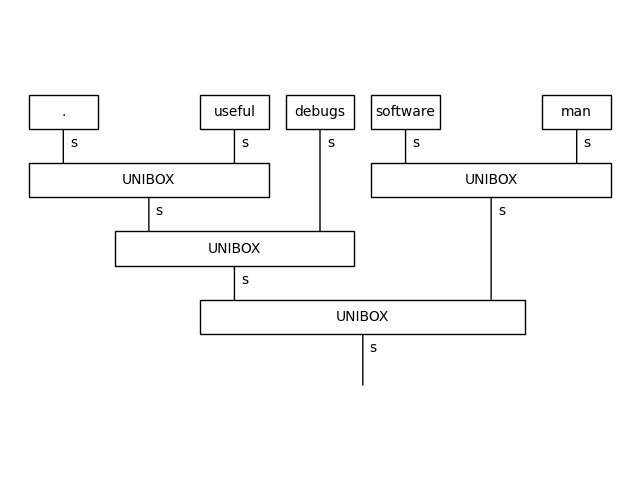 . useful debugs software man
s s s s s
UNIBOX UNIBOX
s s
UNIBOX
s
UNIBOX
s